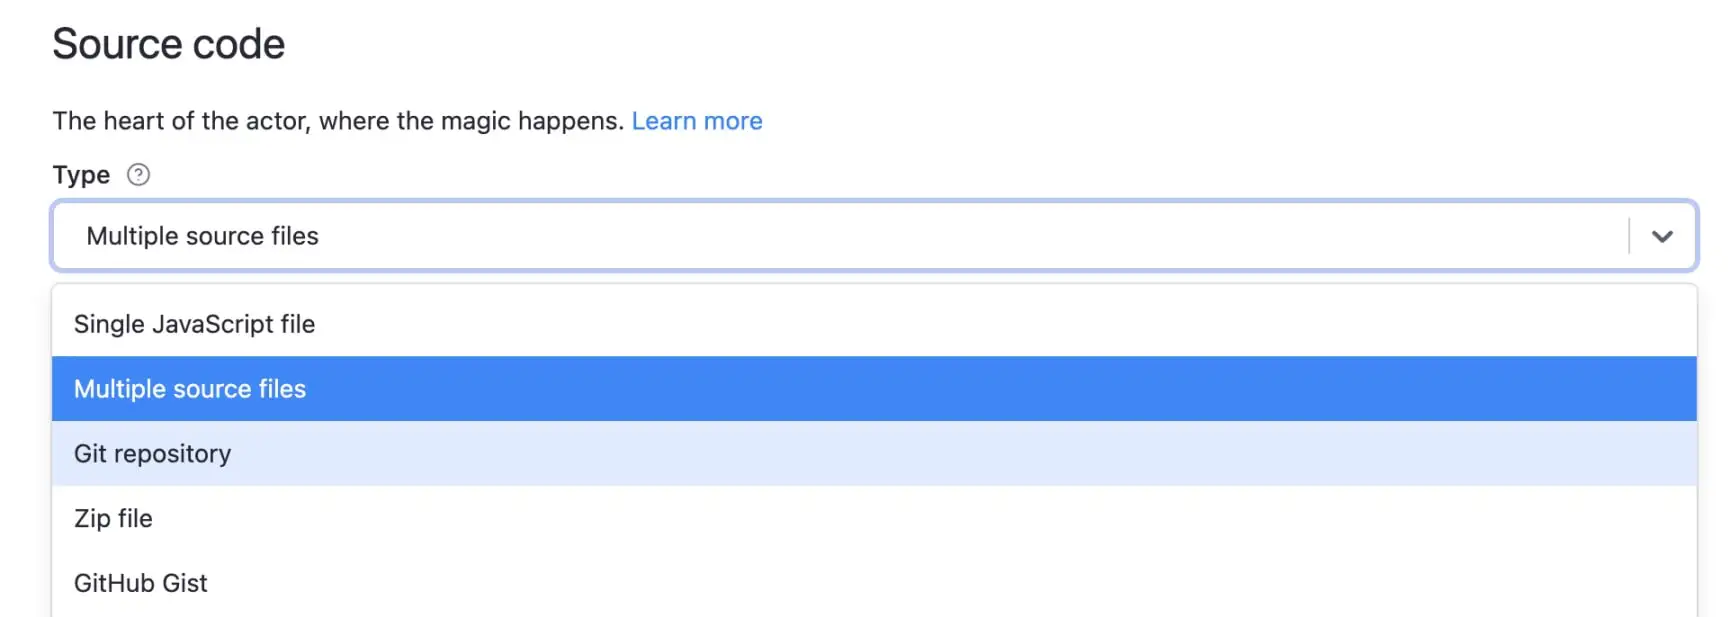 Source code
The heart of the actor, where the magic happens. Learn more
Type ?
Multiple source files
Single JavaScript file
Multiple source files
Git repository
Zip file
GitHub Gist